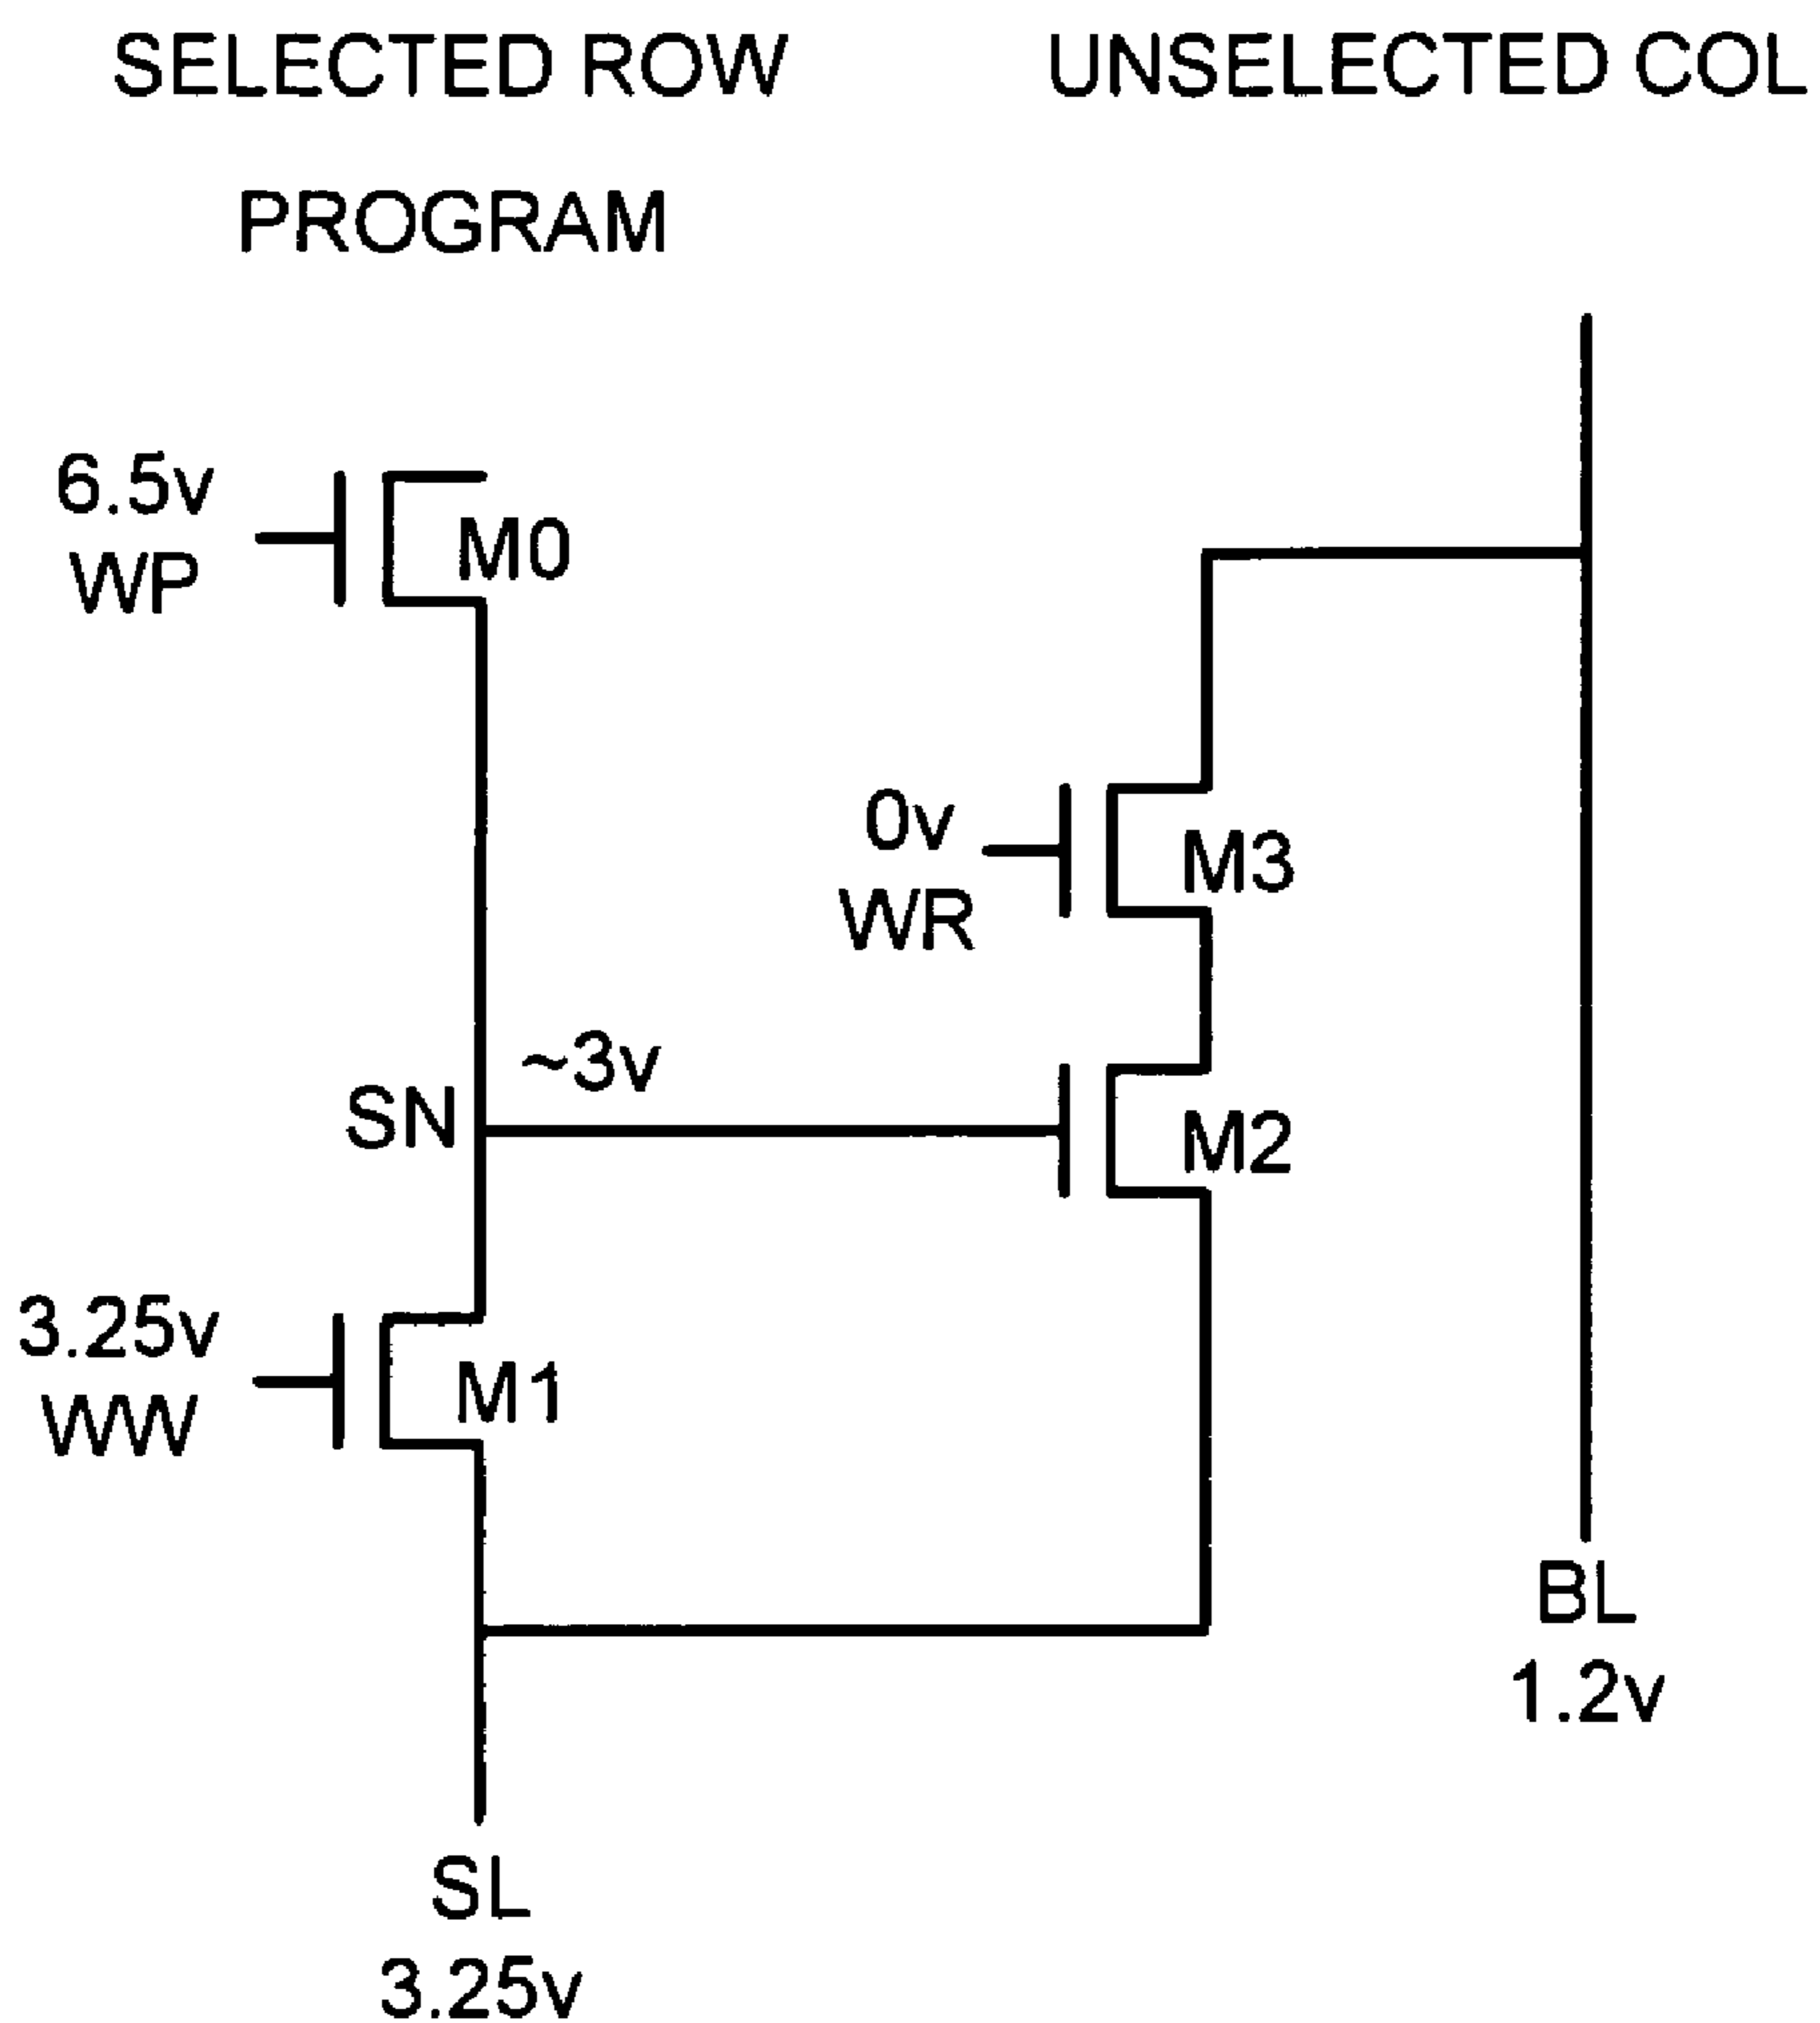 SELECTED ROW UNSELECTED COL
PROGRAM
6.5v
WP
M0
0v
WR
M3
~3v
SN
M2
3.25v
WW
M1
BL
1.2v
SL
3.25v